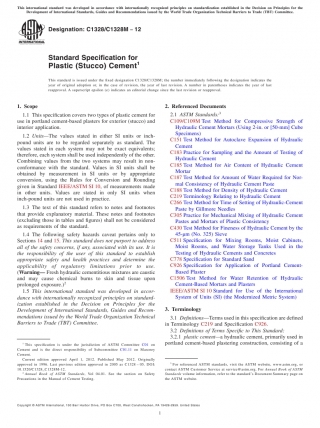 This international standard was developed in accordance with internationally recognized principles on standardization established in the Decision on Principles for the
Development of International Standards, Guides and Recommendations issued by the World Trade Organization Technical Barriers to Trade (TBT) Committee.
Designation: C1328/C1328M − 12
INTERNATIONAL
Standard Specification for
Plastic (Stucco) Cement1
This standard is issued under the fixed designation C1328/C1328M; the number immediately following the designation indicates the
year of original adoption or, in the case of revision, the year of last revision. A number in parentheses indicates the year of last
reapproval. A superscript epsilon (ε) indicates an editorial change since the last revision or reapproval.
1. Scope
1.1 This specification covers two types of plastic cement for
use in portland cement-based plasters for exterior (stucco) and
interior application.
1.2 Units—The values stated in either SI units or inch-
pound units are to be regarded separately as standard. The
values stated in each system may not be exact equivalents;
therefore, each system shall be used independently of the other.
Combining values from the two systems may result in non-
conformance with the standard. Values in SI units shall be
obtained by measurement in SI units or by appropriate
conversion, using the Rules for Conversion and Rounding
given in Standard IEEE/ASTM SI 10, of measurements made
in other units. Values are stated in only SI units when
inch-pound units are not used in practice.
1.3 The text of this standard refers to notes and footnotes
that provide explanatory material. These notes and footnotes
(excluding those in tables and figures) shall not be considered
as requirements of the standard.
1.4 The following safety hazards caveat pertains only to
Sections 14 and 15. This standard does not purport to address
all of the safety concerns, if any, associated with its use. It is
the responsibility of the user of this standard to establish
appropriate safety and health practices and determine the
applicability of regulatory limitations prior to use.
(Warning— Fresh hydraulic cementitious mixtures are caustic
and may cause chemical burns to skin and tissue upon
prolonged exposure.)2
1.5 This international standard was developed in accor-
dance with internationally recognized principles on standard-
ization established in the Decision on Principles for the
Development of International Standards, Guides and Recom-
mendations issued by the World Trade Organization Technical
Barriers to Trade (TBT) Committee.
1 This specification is under the jurisdiction of ASTM Committee C01 on
Cement and is the direct responsibility of Subcommittee C01.11 on Masonry
Cement.
Current edition approved April 1, 2012. Published May 2012. Originally
approved in 1996. Last previous edition approved in 2005 as C1328 – 05. DOI:
10.1520/C1328_C1328M-12.
2 Annual Book of ASTM Standards, Vol 04.01. See the section on Safety
Precautions in the Manual of Cement Testing.
2. Referenced Documents
2.1 ASTM Standards:3
C109/C109M Test Method for Compressive Strength of
Hydraulic Cement Mortars (Using 2-in. or [50-mm] Cube
Specimens)
C151 Test Method for Autoclave Expansion of Hydraulic
Cement
C183 Practice for Sampling and the Amount of Testing of
Hydraulic Cement
C185 Test Method for Air Content of Hydraulic Cement
Mortar
C187 Test Method for Amount of Water Required for Nor-
mal Consistency of Hydraulic Cement Paste
C188 Test Method for Density of Hydraulic Cement
C219 Terminology Relating to Hydraulic Cement
C266 Test Method for Time of Setting of Hydraulic-Cement
Paste by Gillmore Needles
C305 Practice for Mechanical Mixing of Hydraulic Cement
Pastes and Mortars of Plastic Consistency
C430 Test Method for Fineness of Hydraulic Cement by the
45-µm (No. 325) Sieve
C511 Specification for Mixing Rooms, Moist Cabinets,
Moist Rooms, and Water Storage Tanks Used in the
Testing of Hydraulic Cements and Concretes
C778 Specification for Standard Sand
C926 Specification for Application of Portland Cement-
Based Plaster
C1506 Test Method for Water Retention of Hydraulic
Cement-Based Mortars and Plasters
IEEE/ASTM SI 10 Standard for Use of the International
System of Units (SI) (the Modernized Metric System)
3. Terminology
3.1 Definitions—Terms used in this specification are defined
in Terminology C219 and Specification C926.
3.2 Definitions of Terms Specific to This Standard:
3.2.1 plastic cement—a hydraulic cement, primarily used in
portland cement-based plastering construction, consisting of a
3 For referenced ASTM standards, visit the ASTM website, www.astm.org, or
contact ASTM Customer Service at service@astm.org. For Annual Book of ASTM
Standards volume information, refer to the standard's Document Summary page on
the ASTM website.
Copyright © ASTM International, 100 Barr Harbor Drive, PO Box C700, West Conshohocken, PA 19428-2959. United States
1